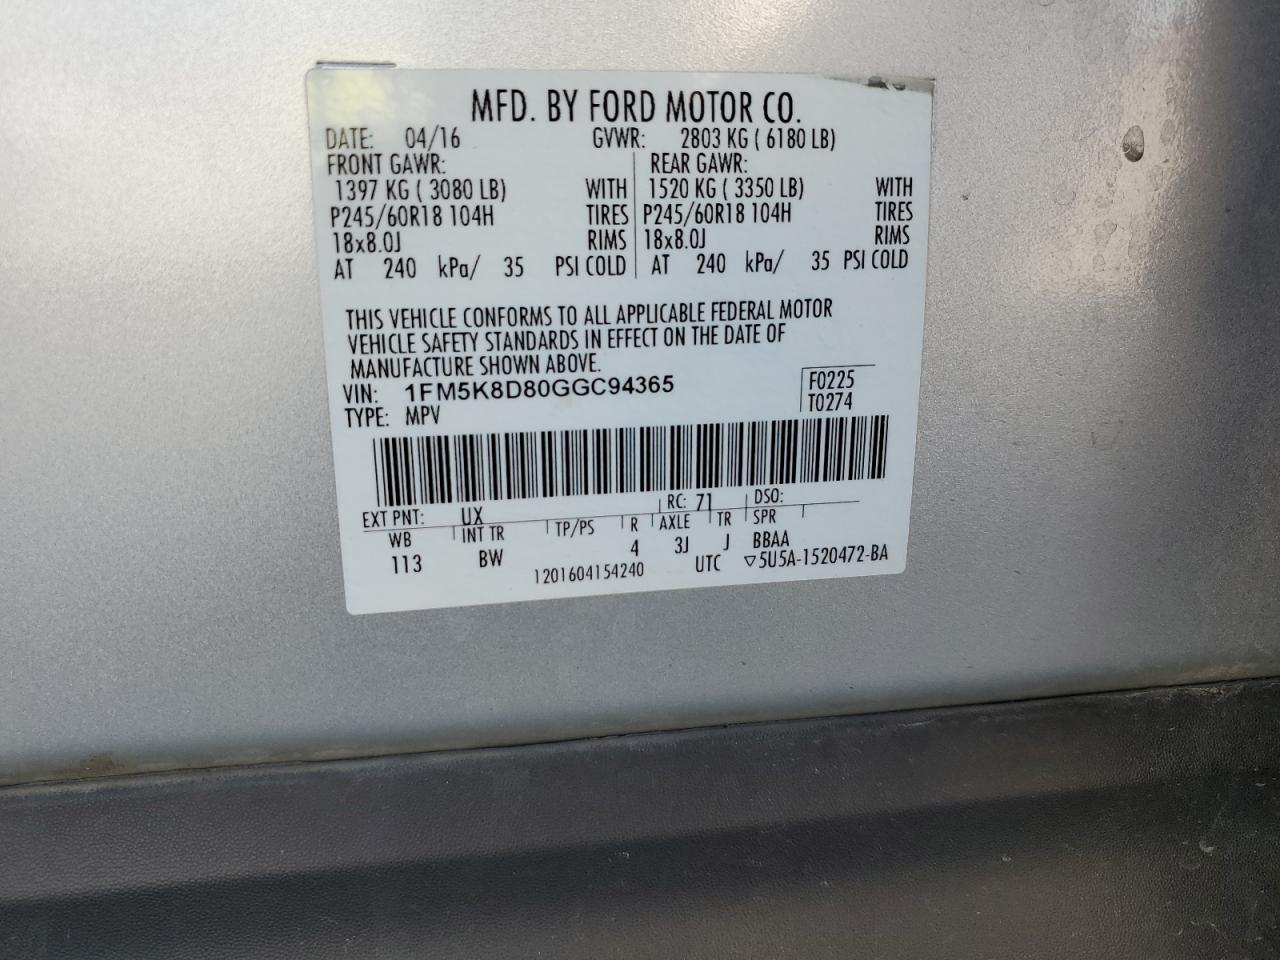 MFD. BY FORD MOTOR CO.
DATE: 04/16 GVWR: 2803 KG ( 6180 LB)
FRONT GAWR: REAR GAWR:
1397 KG ( 3080 LB) WITH 1520 KG ( 3350 LB) WITH
P245/60R18 104H TIRES P245/60R18 104H TIRES
18x8.0J RIMS 18x8.0J RIMS
AT 240 kPa/ 35 PSI COLD AT 240 kPa/ 35 PSI COLD
THIS VEHICLE CONFORMS TO ALL APPLICABLE FEDERAL MOTOR
VEHICLE SAFETY STANDARDS IN EFFECT ON THE DATE OF
MANUFACTURE SHOWN ABOVE.
VIN: 1FM5K8D80GGC94365 F0225
TYPE: MPV T0274
EXT PNT: UX RC: 71 DSO:
WB INT TR TP/PS R AXLE TR SPR
113 BW 4 3J J BBAA
1201604154240 UTC ▽5U5A-1520472-BA